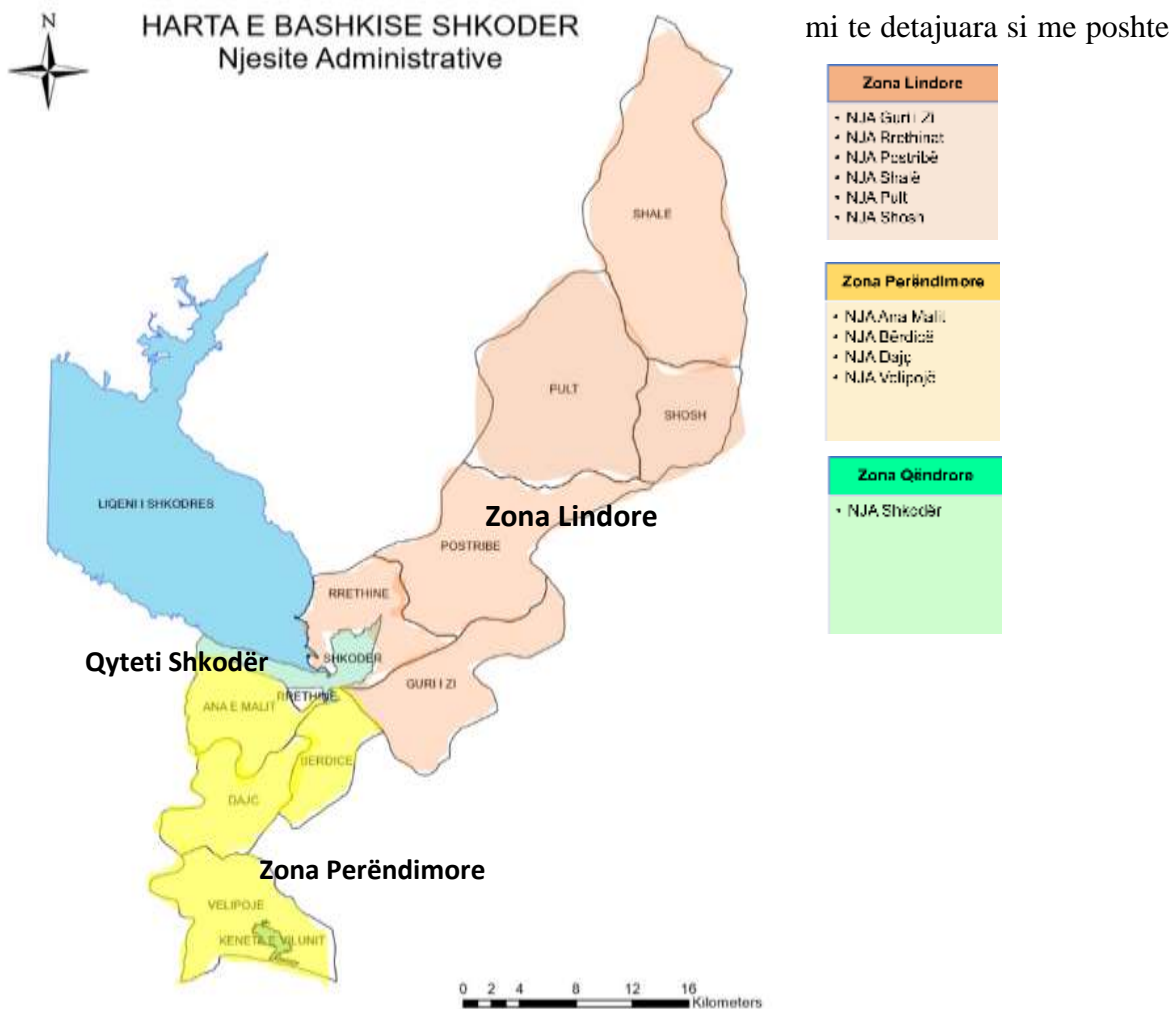 mi te detajuara si me poshte
N
HARTA E BASHKISE SHKODER
Njesite Administrative
Zona Lindore
• NJA Guri i Zi
• NJA Rrethinat
• NJA Postribë
• NJA Shalë
• NJA Pult
• NJA Shosh
Zona Perëndimore
• NJA Ana Malit
• NJA Bërdicë
• NJA Dajç
• NJA Velipojë
Zona Qëndrore
• NJA Shkodër
SHALE
PULT
SHOSH
LIQENI I SHKODRES
Zona Lindore
POSTRIBE
RRETHINE
Qyteti Shkodër
SHKODER
GURI I ZI
RRETHINE
ANA E MALIT
BERDICE
DAJC
Zona Perëndimore
VELIPOJE
KENETA E VILUNIT
0 2 4 8 12 16
Kilometers